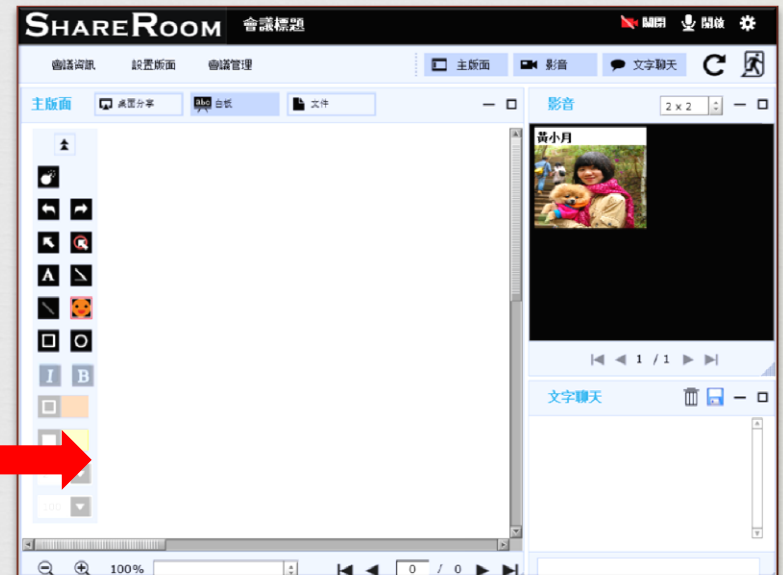 SHAREROOM 會議標題 關閉 開啟
會議資訊 設置版面 會議管理 主版面 影音 文字聊天
主版面 桌面分享 abc 白板 文件 影音 2 x 2
黃小月
A
I B
1 / 1
文字聊天
100
100% 0 / 0